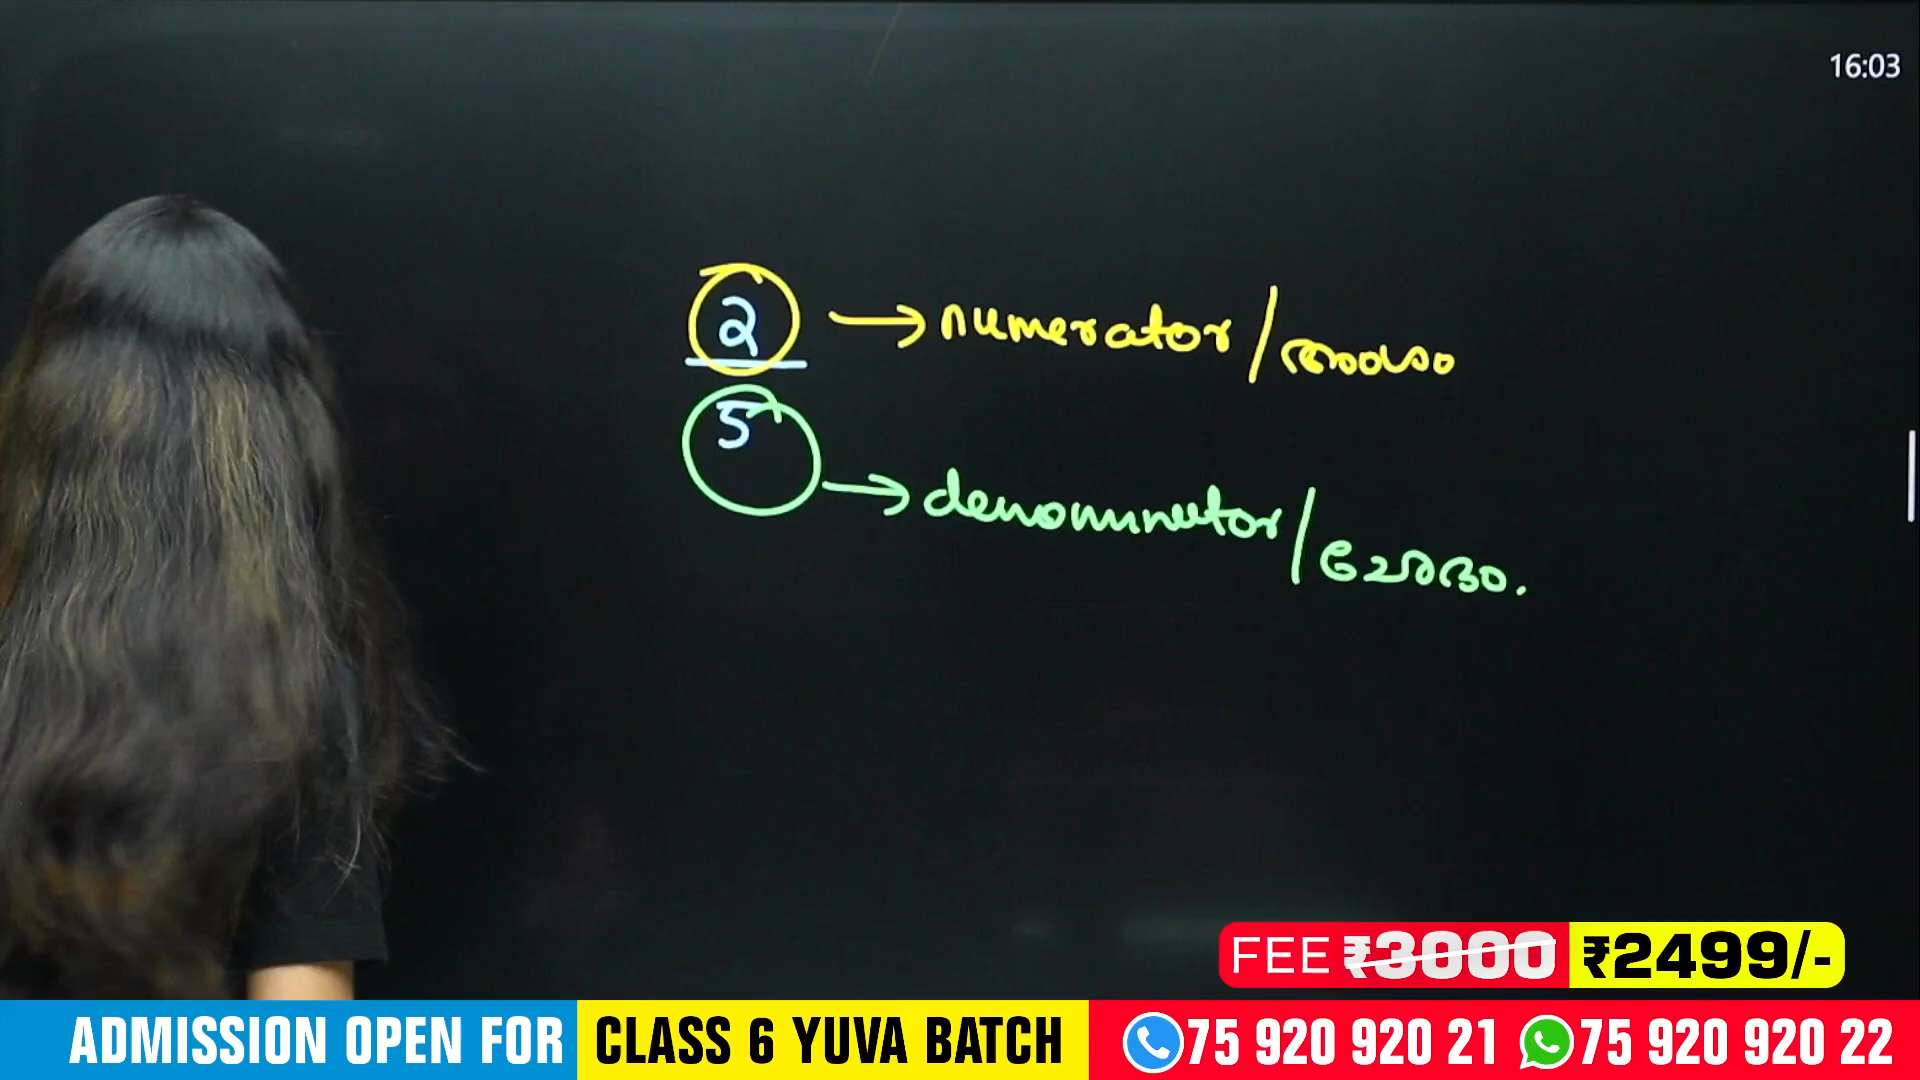 16:03
2 → numerator / അംശം
5 → denominator / ഛേദം.
FEE ₹3000 ₹2499/-
ADMISSION OPEN FOR CLASS 6 YUVA BATCH 75 920 920 21 75 920 920 22